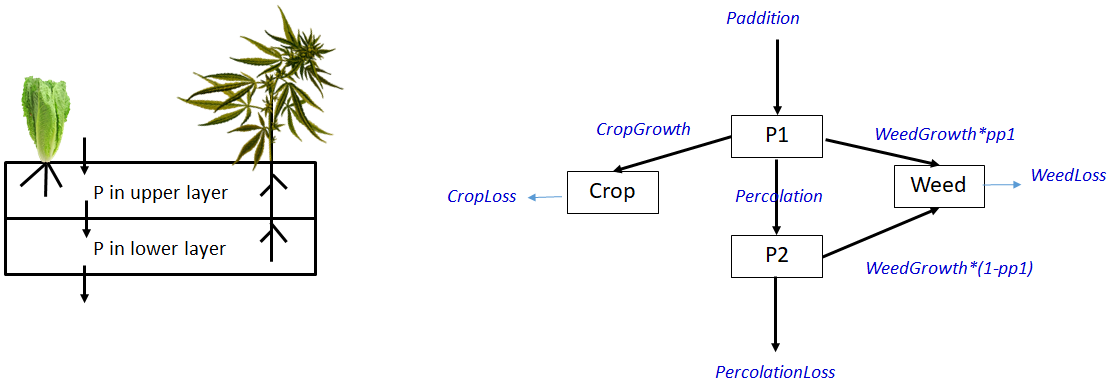 P in upper layer
P in lower layer
Paddition
CropGrowth
P1
WeedGrowth*pp1
CropLoss
Crop
Percolation
Weed
WeedLoss
P2
WeedGrowth*(1-pp1)
PercolationLoss